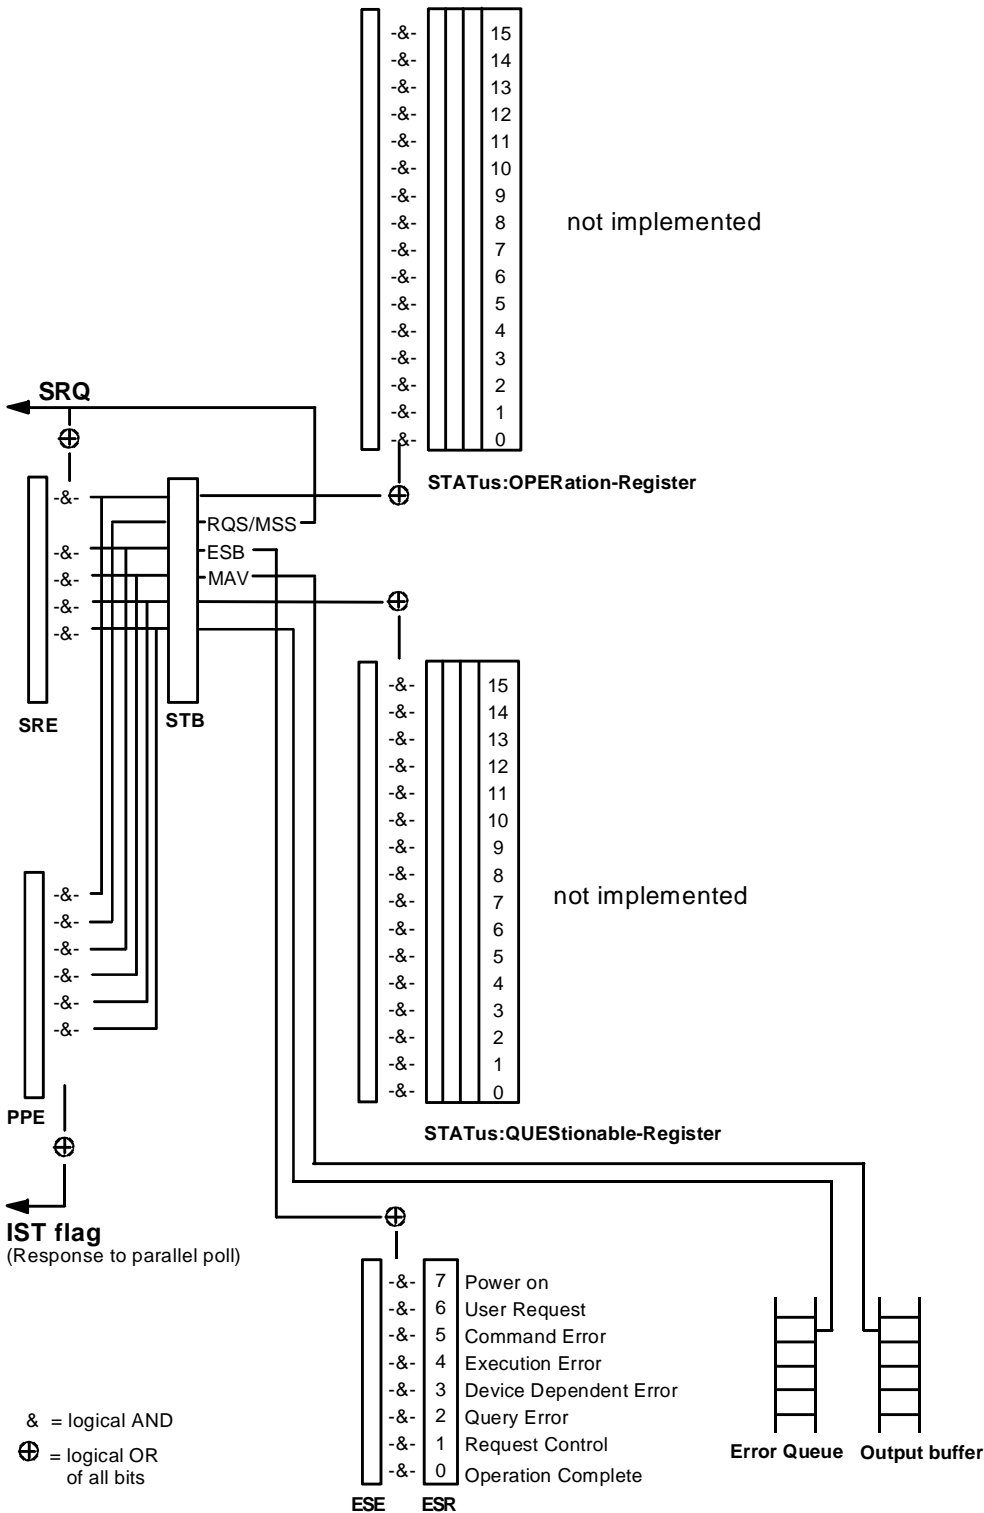 -&- 15
-&- 14
-&- 13
-&- 12
-&- 11
-&- 10
-&- 9
-&- 8
not implemented
-&- 7
-&- 6
-&- 5
-&- 4
-&- 3
-&- 2
-&- 1
-&- 0
STATus:OPERation-Register
SRQ
-&-
-&-
-&-
-&-
-&-
RQS/MSS
ESB
MAV
SRE
STB
-&- 15
-&- 14
-&- 13
-&- 12
-&- 11
-&- 10
-&- 9
-&- 8
-&- 7
not implemented
-&- 6
-&- 5
-&- 4
-&- 3
-&- 2
-&- 1
-&- 0
STATus:QUEStionable-Register
-&-
-&-
-&-
-&-
-&-
-&-
PPE
IST flag
(Response to parallel poll)
-&- 7 Power on
-&- 6 User Request
-&- 5 Command Error
-&- 4 Execution Error
-&- 3 Device Dependent Error
-&- 2 Query Error
-&- 1 Request Control
-&- 0 Operation Complete
ESE
ESR
Error Queue
Output buffer
& = logical AND
⊕ = logical OR
of all bits